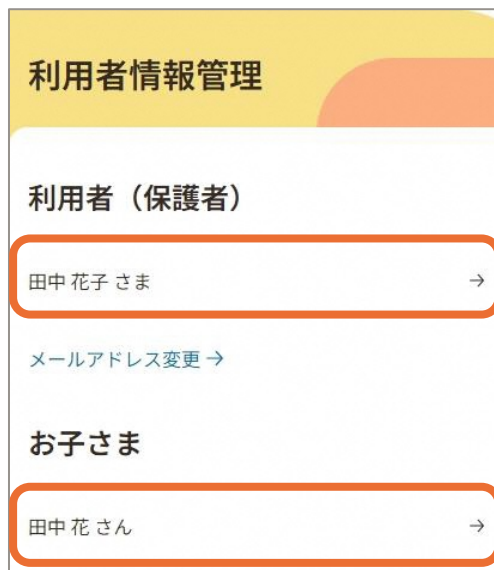 利用者情報管理
利用者（保護者）
田中 花子 さま →
メールアドレス変更 →
お子さま
田中 花 さん →